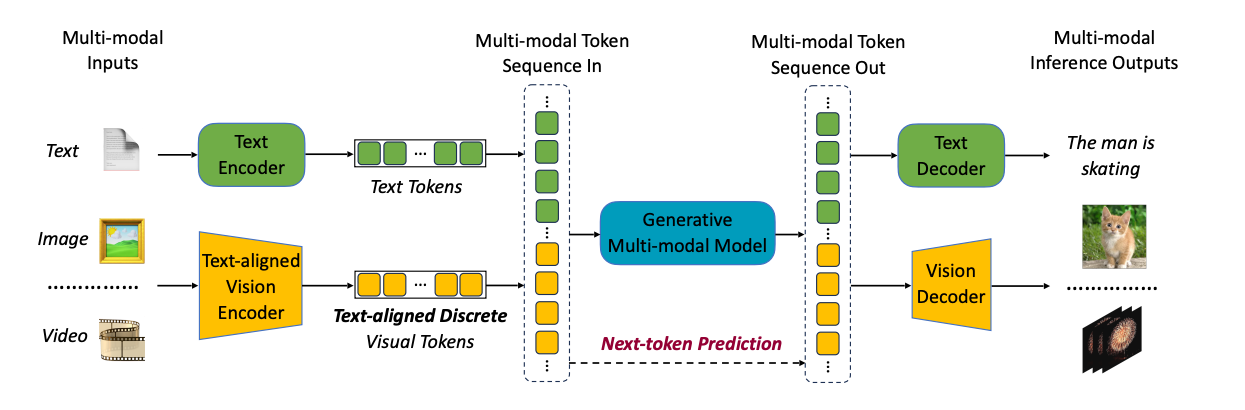 Multi-modal
Inputs
Multi-modal Token
Sequence In
Multi-modal Token
Sequence Out
Multi-modal
Inference Outputs
Text
Text
Encoder
...
Text Tokens
Text
Decoder
The man is
skating
Image
Video
Text-aligned
Vision
Encoder
...
Text-aligned Discrete
Visual Tokens
Generative
Multi-modal Model
Next-token Prediction
Vision
Decoder